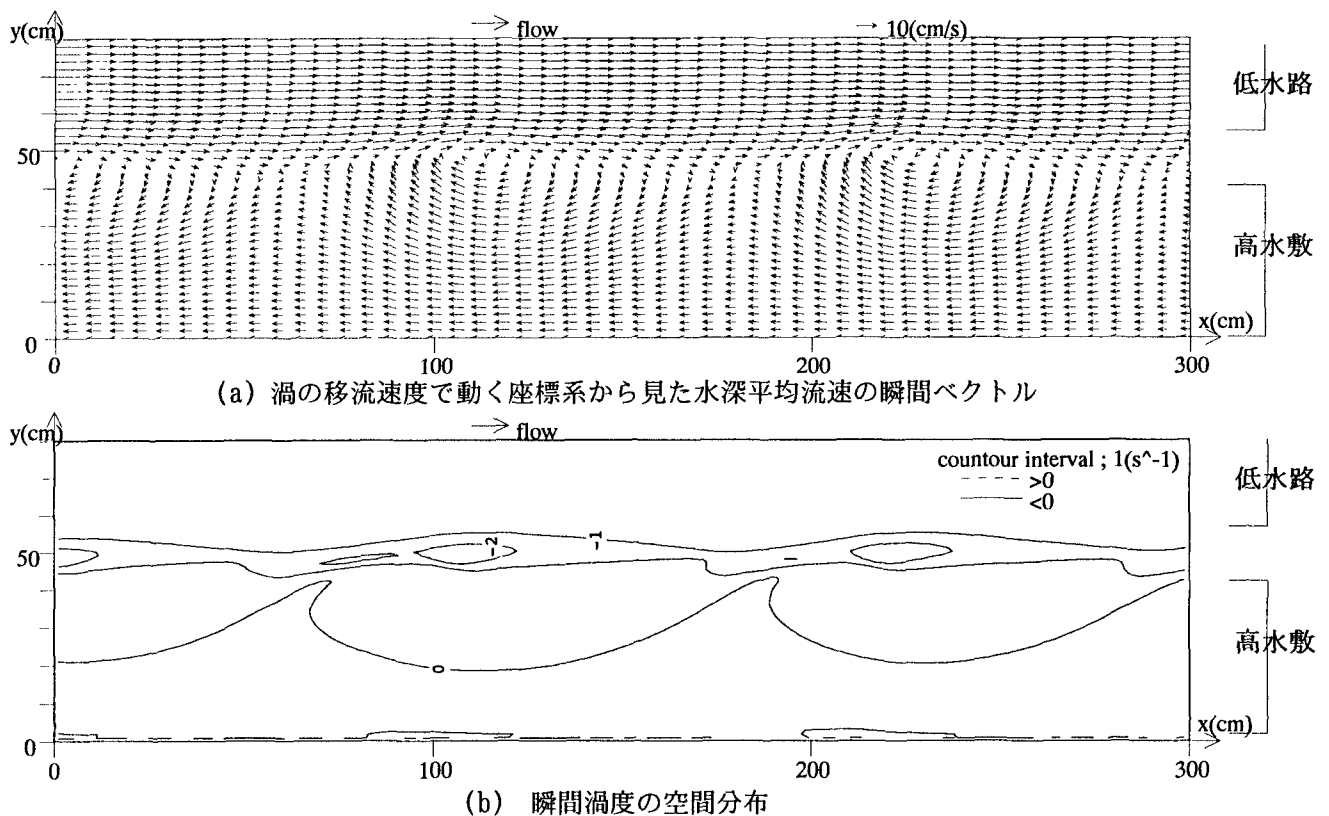 y(cm)
flow
10(cm/s)
低水路
50
高水敷
x(cm)
0
0
100
200
300
(a) 渦の移流速度で動く座標系から見た水深平均流速の瞬間ベクトル
y(cm)
flow
countour interval ; 1(s^-1)
>0
<0
低水路
50
-2
-1
高水敷
0
x(cm)
0
0
100
200
300
(b) 瞬間渦度の空間分布